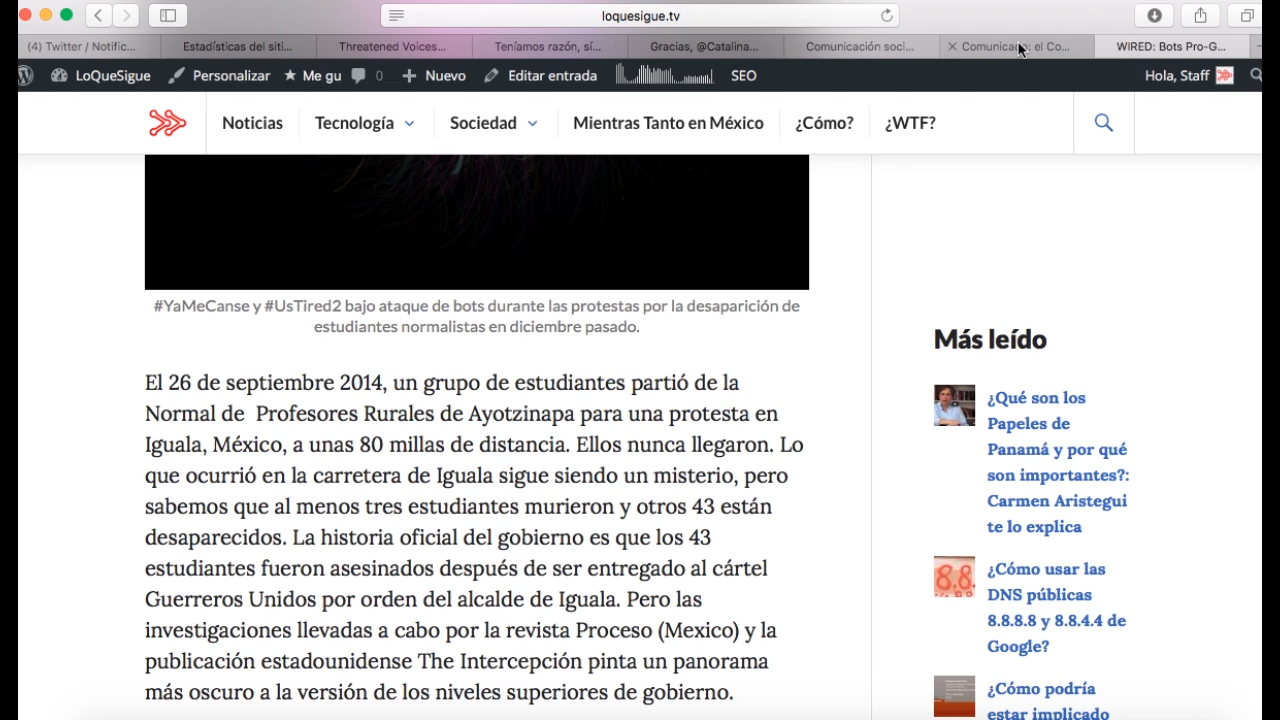 loquesigue.tv
(4) Twitter / Notific...
Estadísticas del siti...
Threatened Voices...
Teníamos razón, sí...
Gracias, @Catalina...
Comunicación soci...
Comunicado: el Co...
WIRED: Bots Pro-G...
LoQueSigue
Personalizar
Me gu
0
Nuevo
Editar entrada
SEO
Hola, Staff
Noticias
Tecnología
Sociedad
Mientras Tanto en México
¿Cómo?
¿WTF?
#YaMeCanse y #UsTired2 bajo ataque de bots durante las protestas por la desaparición de
estudiantes normalistas en diciembre pasado.
El 26 de septiembre 2014, un grupo de estudiantes partió de la
Normal de Profesores Rurales de Ayotzinapa para una protesta en
Iguala, México, a unas 80 millas de distancia. Ellos nunca llegaron. Lo
que ocurrió en la carretera de Iguala sigue siendo un misterio, pero
sabemos que al menos tres estudiantes murieron y otros 43 están
desaparecidos. La historia oficial del gobierno es que los 43
estudiantes fueron asesinados después de ser entregado al cártel
Guerreros Unidos por orden del alcalde de Iguala. Pero las
investigaciones llevadas a cabo por la revista Proceso (Mexico) y la
publicación estadounidense The Intercepción pinta un panorama
más oscuro a la versión de los niveles superiores de gobierno.
Más leído
¿Qué son los
Papeles de
Panamá y por qué
son importantes?:
Carmen Aristegui
te lo explica
8.8.
¿Cómo usar las
DNS públicas
8.8.8.8 y 8.8.4.4 de
Google?
¿Cómo podría
estar implicado